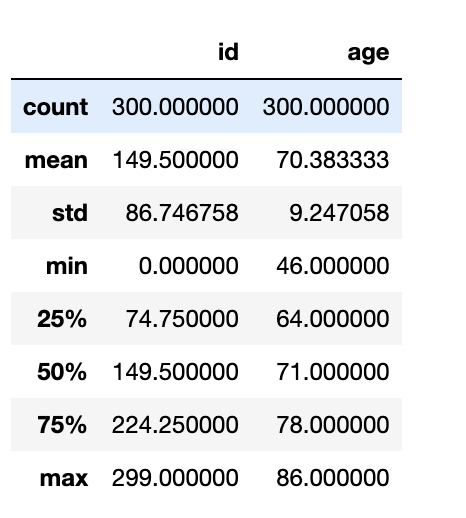 id age
count 300.000000 300.000000
mean 149.500000 70.383333
std 86.746758 9.247058
min 0.000000 46.000000
25% 74.750000 64.000000
50% 149.500000 71.000000
75% 224.250000 78.000000
max 299.000000 86.000000